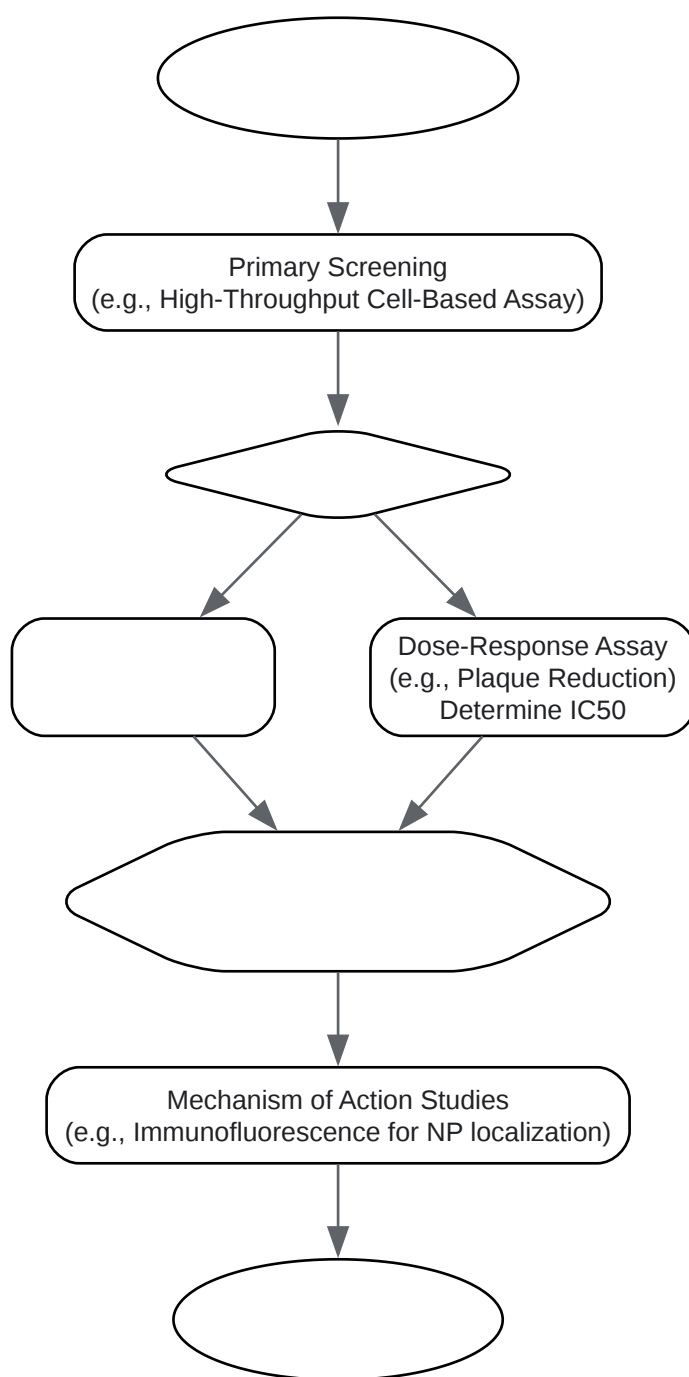 Primary Screening
(e.g., High-Throughput Cell-Based Assay)
Dose-Response Assay
(e.g., Plaque Reduction)
Determine IC50
Mechanism of Action Studies
(e.g., Immunofluorescence for NP localization)